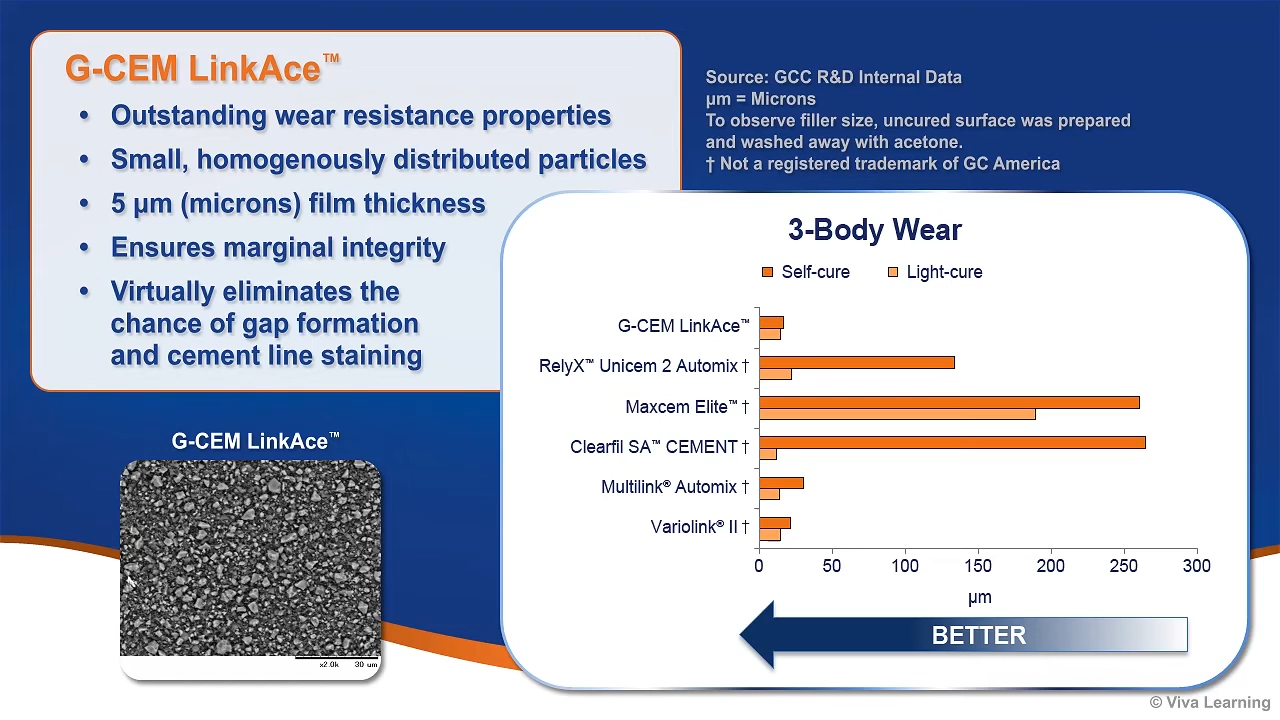 G-CEM LinkAce™
• Outstanding wear resistance properties
• Small, homogenously distributed particles
• 5 µm (microns) film thickness
• Ensures marginal integrity
• Virtually eliminates the
chance of gap formation
and cement line staining
Source: GCC R&D Internal Data
µm = Microns
To observe filler size, uncured surface was prepared
and washed away with acetone.
† Not a registered trademark of GC America
G-CEM LinkAce™
x2.0k 30 um
3-Body Wear
Self-cure Light-cure
G-CEM LinkAce™
RelyX™ Unicem 2 Automix †
Maxcem Elite™ †
Clearfil SA™ CEMENT †
Multilink® Automix †
Variolink® II †
0 50 100 150 200 250 300
µm
BETTER
© Viva Learning